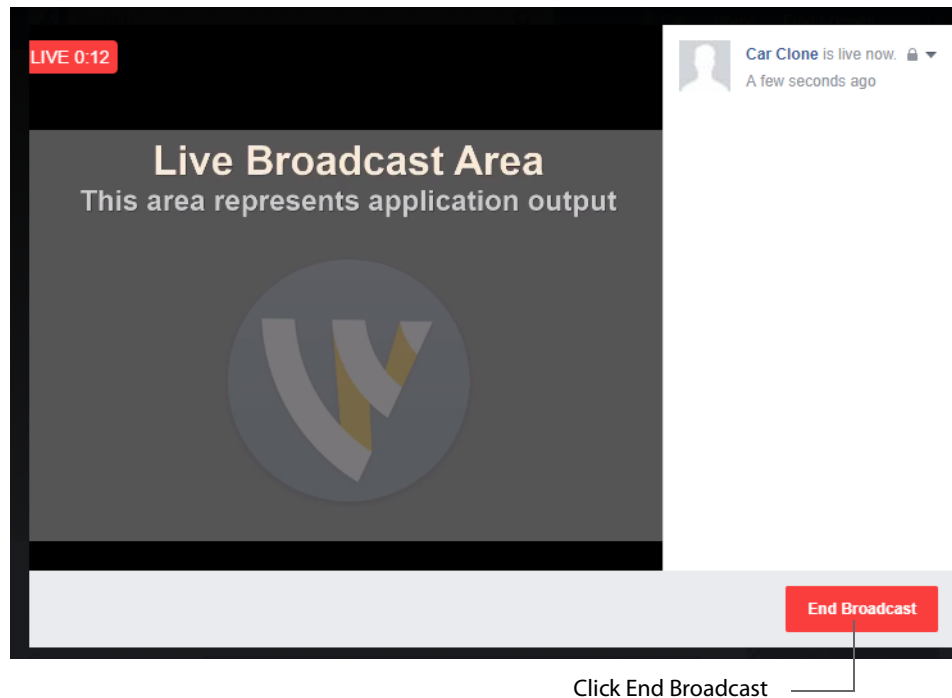 LIVE 0:12
Car Clone is live now.
A few seconds ago
Live Broadcast Area
This area represents application output
End Broadcast
Click End Broadcast